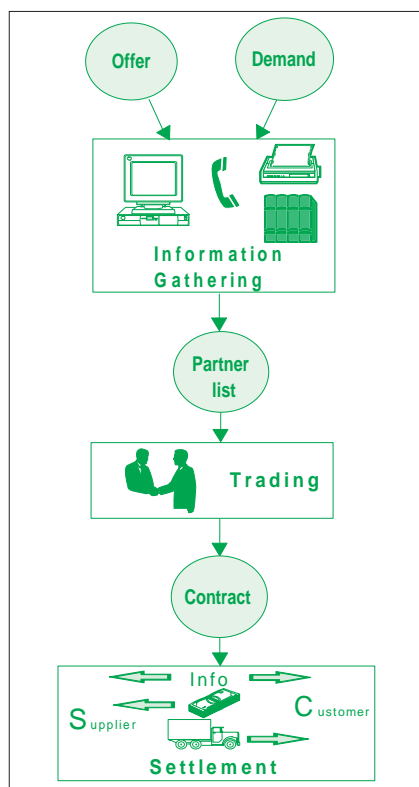 Offer
Demand
Information
Gathering
Partner
list
Trading
Contract
Info
Supplier
Customer
Settlement